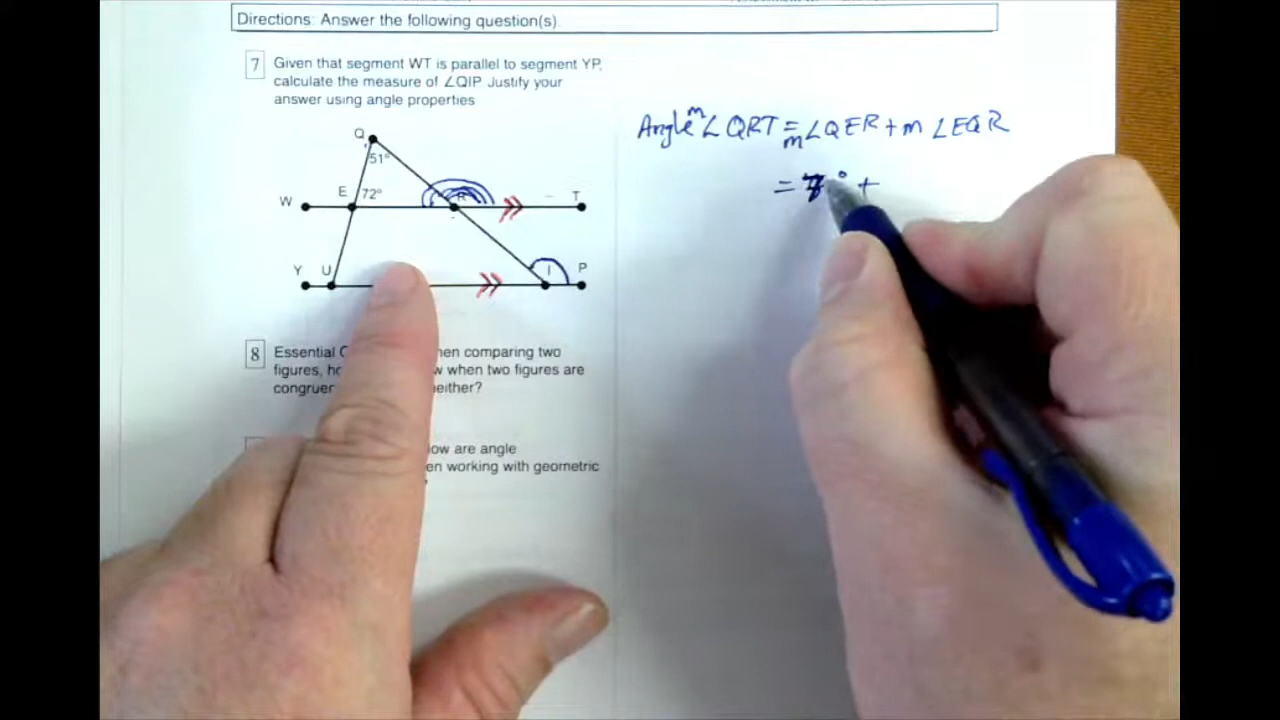 Directions: Answer the following question(s).
7 Given that segment WT is parallel to segment YP,
calculate the measure of ∠QIP. Justify your
answer using angle properties
Q
51°
E 72°
W
R
T
Y U
I P
Angle m∠QRT = m∠QER + m∠EQR
= °+
8 Essential
hen comparing two
figures,
w when two figures are
congruen
neither?
ow are angle
en working with geometric